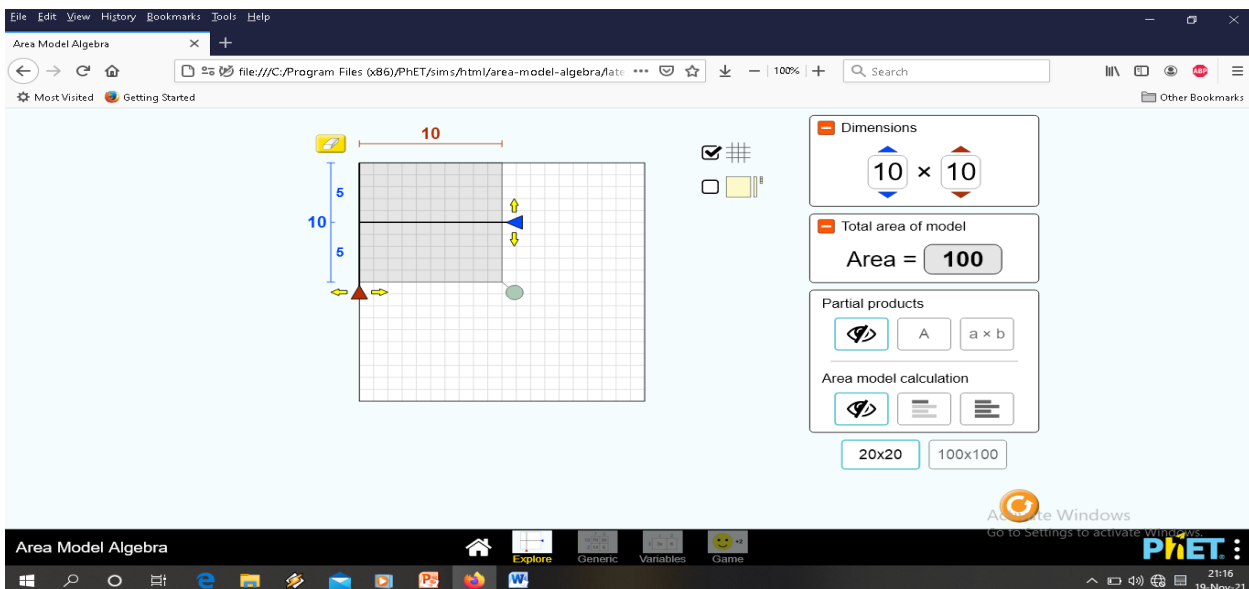 File Edit View History Bookmarks Tools Help
Area Model Algebra × +
file:///C:/Program Files (x86)/PhET/sims/html/area-model-algebra/late ••• 100% Search
Most Visited Getting Started Other Bookmarks
10
5
10
5
Dimensions
10 × 10
Total area of model
Area = 100
Partial products
A a × b
Area model calculation
20x20 100x100
Windows
Go to Settings to activate Windows.
Area Model Algebra
Explore Generic Variables Game
PhET
21:16
19-Nov-21